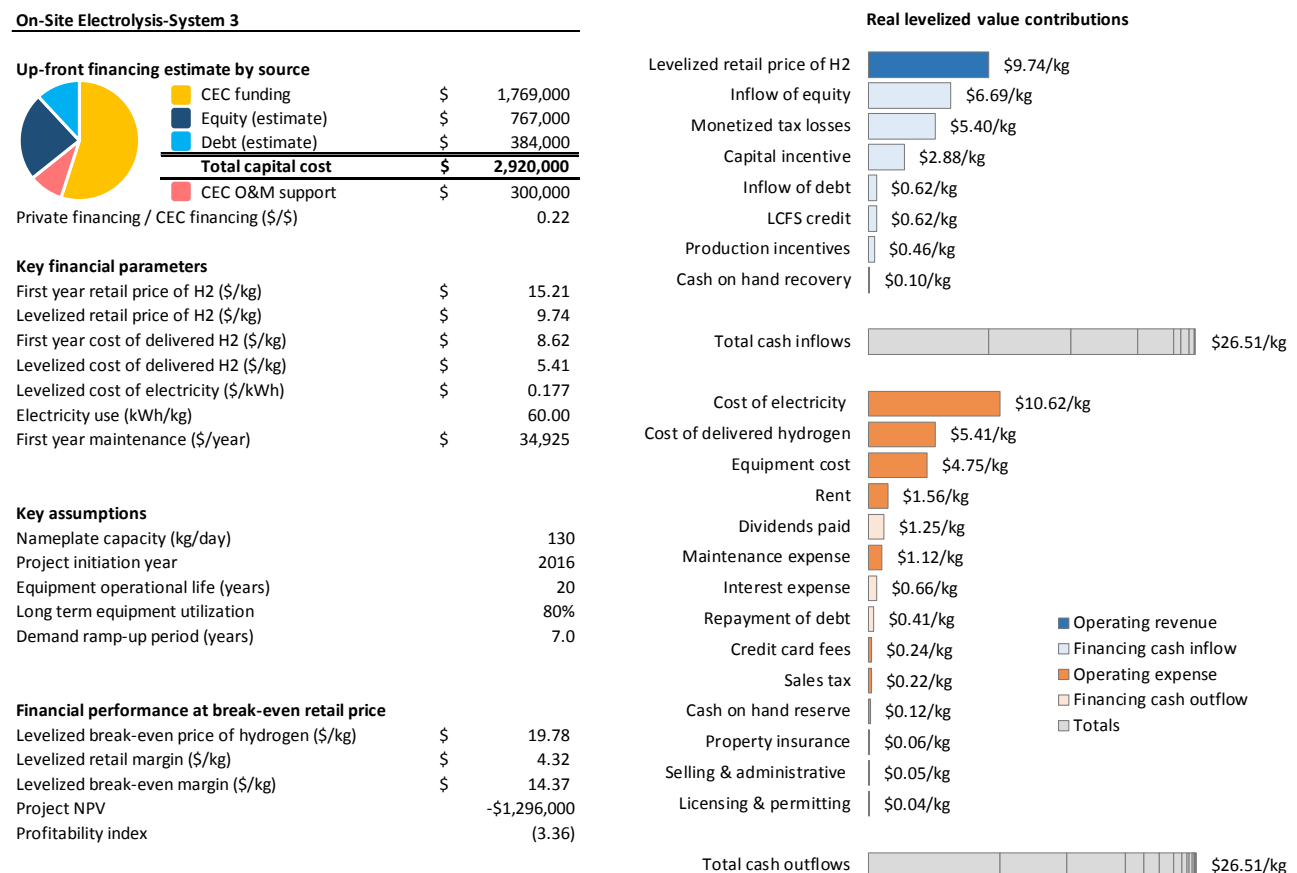 On-Site Electrolysis-System 3
Up-front financing estimate by source
CEC funding $ 1,769,000
Equity (estimate) $ 767,000
Debt (estimate) $ 384,000
Total capital cost $ 2,920,000
CEC O&M support $ 300,000
Private financing / CEC financing ($/$) 0.22
Key financial parameters
First year retail price of H2 ($/kg) $ 15.21
Levelized retail price of H2 ($/kg) $ 9.74
First year cost of delivered H2 ($/kg) $ 8.62
Levelized cost of delivered H2 ($/kg) $ 5.41
Levelized cost of electricity ($/kWh) $ 0.177
Electricity use (kWh/kg) 60.00
First year maintenance ($/year) $ 34,925
Key assumptions
Nameplate capacity (kg/day) 130
Project initiation year 2016
Equipment operational life (years) 20
Long term equipment utilization 80%
Demand ramp-up period (years) 7.0
Financial performance at break-even retail price
Levelized break-even price of hydrogen ($/kg) $ 19.78
Levelized retail margin ($/kg) $ 4.32
Levelized break-even margin ($/kg) $ 14.37
Project NPV -$1,296,000
Profitability index (3.36)
Real levelized value contributions
Levelized retail price of H2 $9.74/kg
Inflow of equity $6.69/kg
Monetized tax losses $5.40/kg
Capital incentive $2.88/kg
Inflow of debt $0.62/kg
LCFS credit $0.62/kg
Production incentives $0.46/kg
Cash on hand recovery $0.10/kg
Total cash inflows $26.51/kg
Cost of electricity $10.62/kg
Cost of delivered hydrogen $5.41/kg
Equipment cost $4.75/kg
Rent $1.56/kg
Dividends paid $1.25/kg
Maintenance expense $1.12/kg
Interest expense $0.66/kg
Repayment of debt $0.41/kg
Credit card fees $0.24/kg
Sales tax $0.22/kg
Cash on hand reserve $0.12/kg
Property insurance $0.06/kg
Selling & administrative $0.05/kg
Licensing & permitting $0.04/kg
Total cash outflows $26.51/kg
Operating revenue
Financing cash inflow
Operating expense
Financing cash outflow
Totals